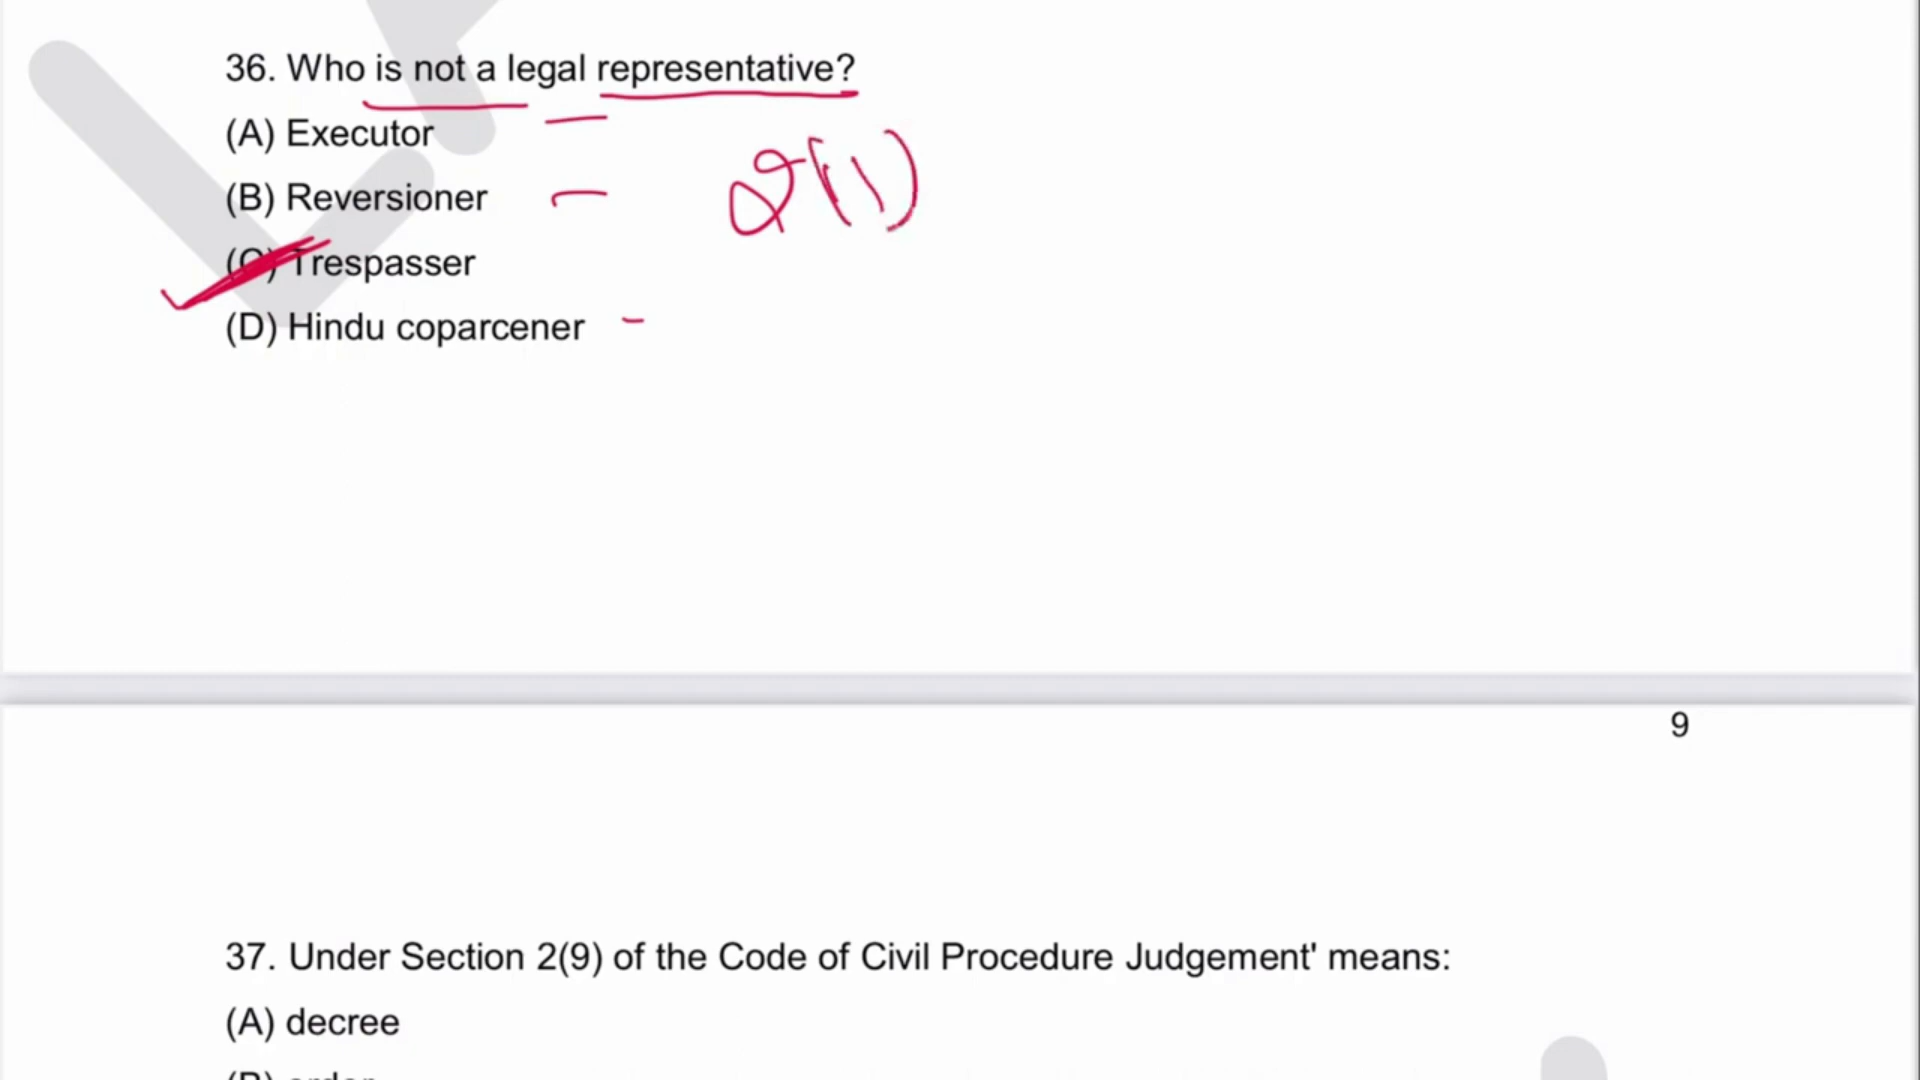 36. Who is not a legal representative?
(A) Executor
(B) Reversioner
2(11)
(C) Trespasser
(D) Hindu coparcener
9
37. Under Section 2(9) of the Code of Civil Procedure Judgement' means:
(A) decree
(B) order